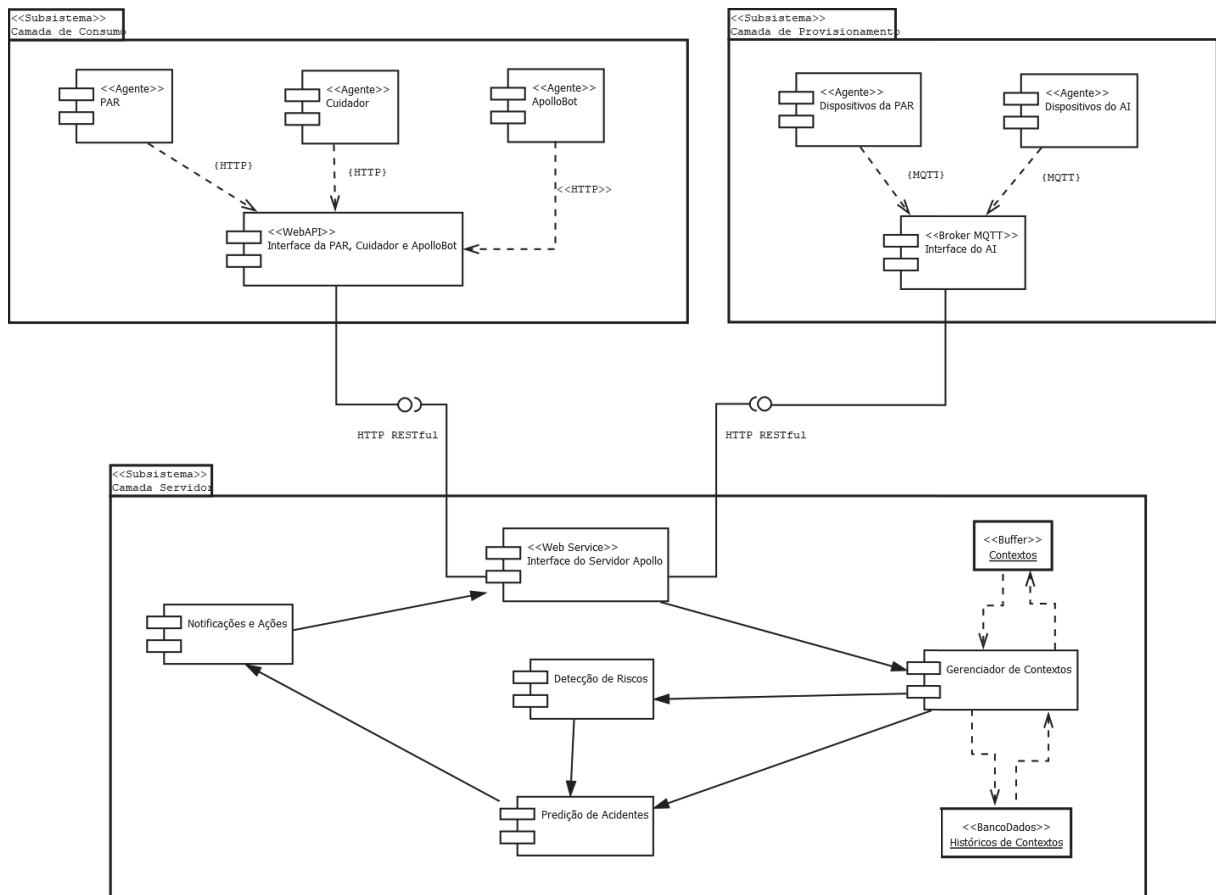 <<Subsistema>>
Camada de Consumo
<<Agente>>
PAR
<<Agente>>
Cuidador
<<Agente>>
ApolloBot
{HTTP}
{HTTP}
<<HTTP>>
<<WebAPI>>
Interface da PAR, Cuidador e ApolloBot
<<Subsistema>>
Camada de Provisionamento
<<Agente>>
Dispositivos da PAR
<<Agente>>
Dispositivos do AI
{MQTT}
{MQTT}
<<Broker MQTT>>
Interface do AI
HTTP RESTful
HTTP RESTful
<<Subsistema>>
Camada Servidor
<<Web Service>>
Interface do Servidor Apollo
<<Buffer>>
Contextos
Notificações e Ações
Detecção de Riscos
Gerenciador de Contextos
Predição de Acidentes
<<BancoDados>>
Históricos de Contextos